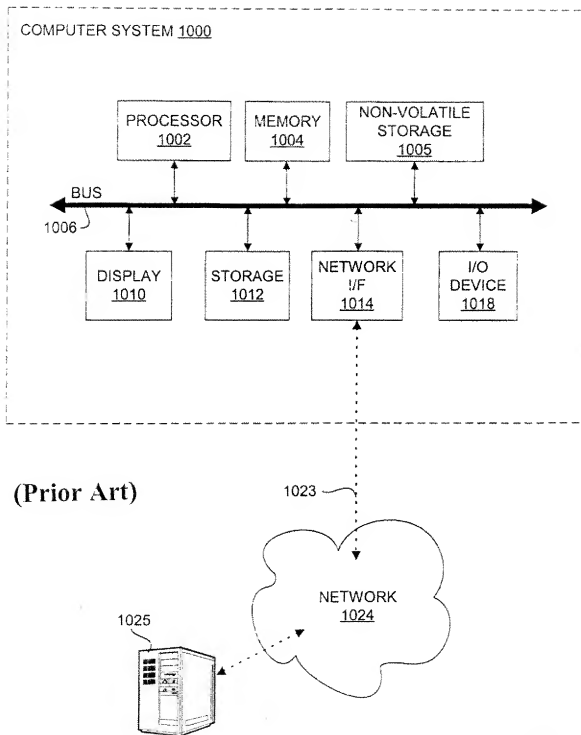 COMPUTER SYSTEM 1000
PROCESSOR
1002
MEMORY
1004
NON-VOLATILE
STORAGE
1005
BUS
1006
DISPLAY
1010
STORAGE
1012
NETWORK
I/F
1014
I/O
DEVICE
1018
(Prior Art)
1023
NETWORK
1024
1025